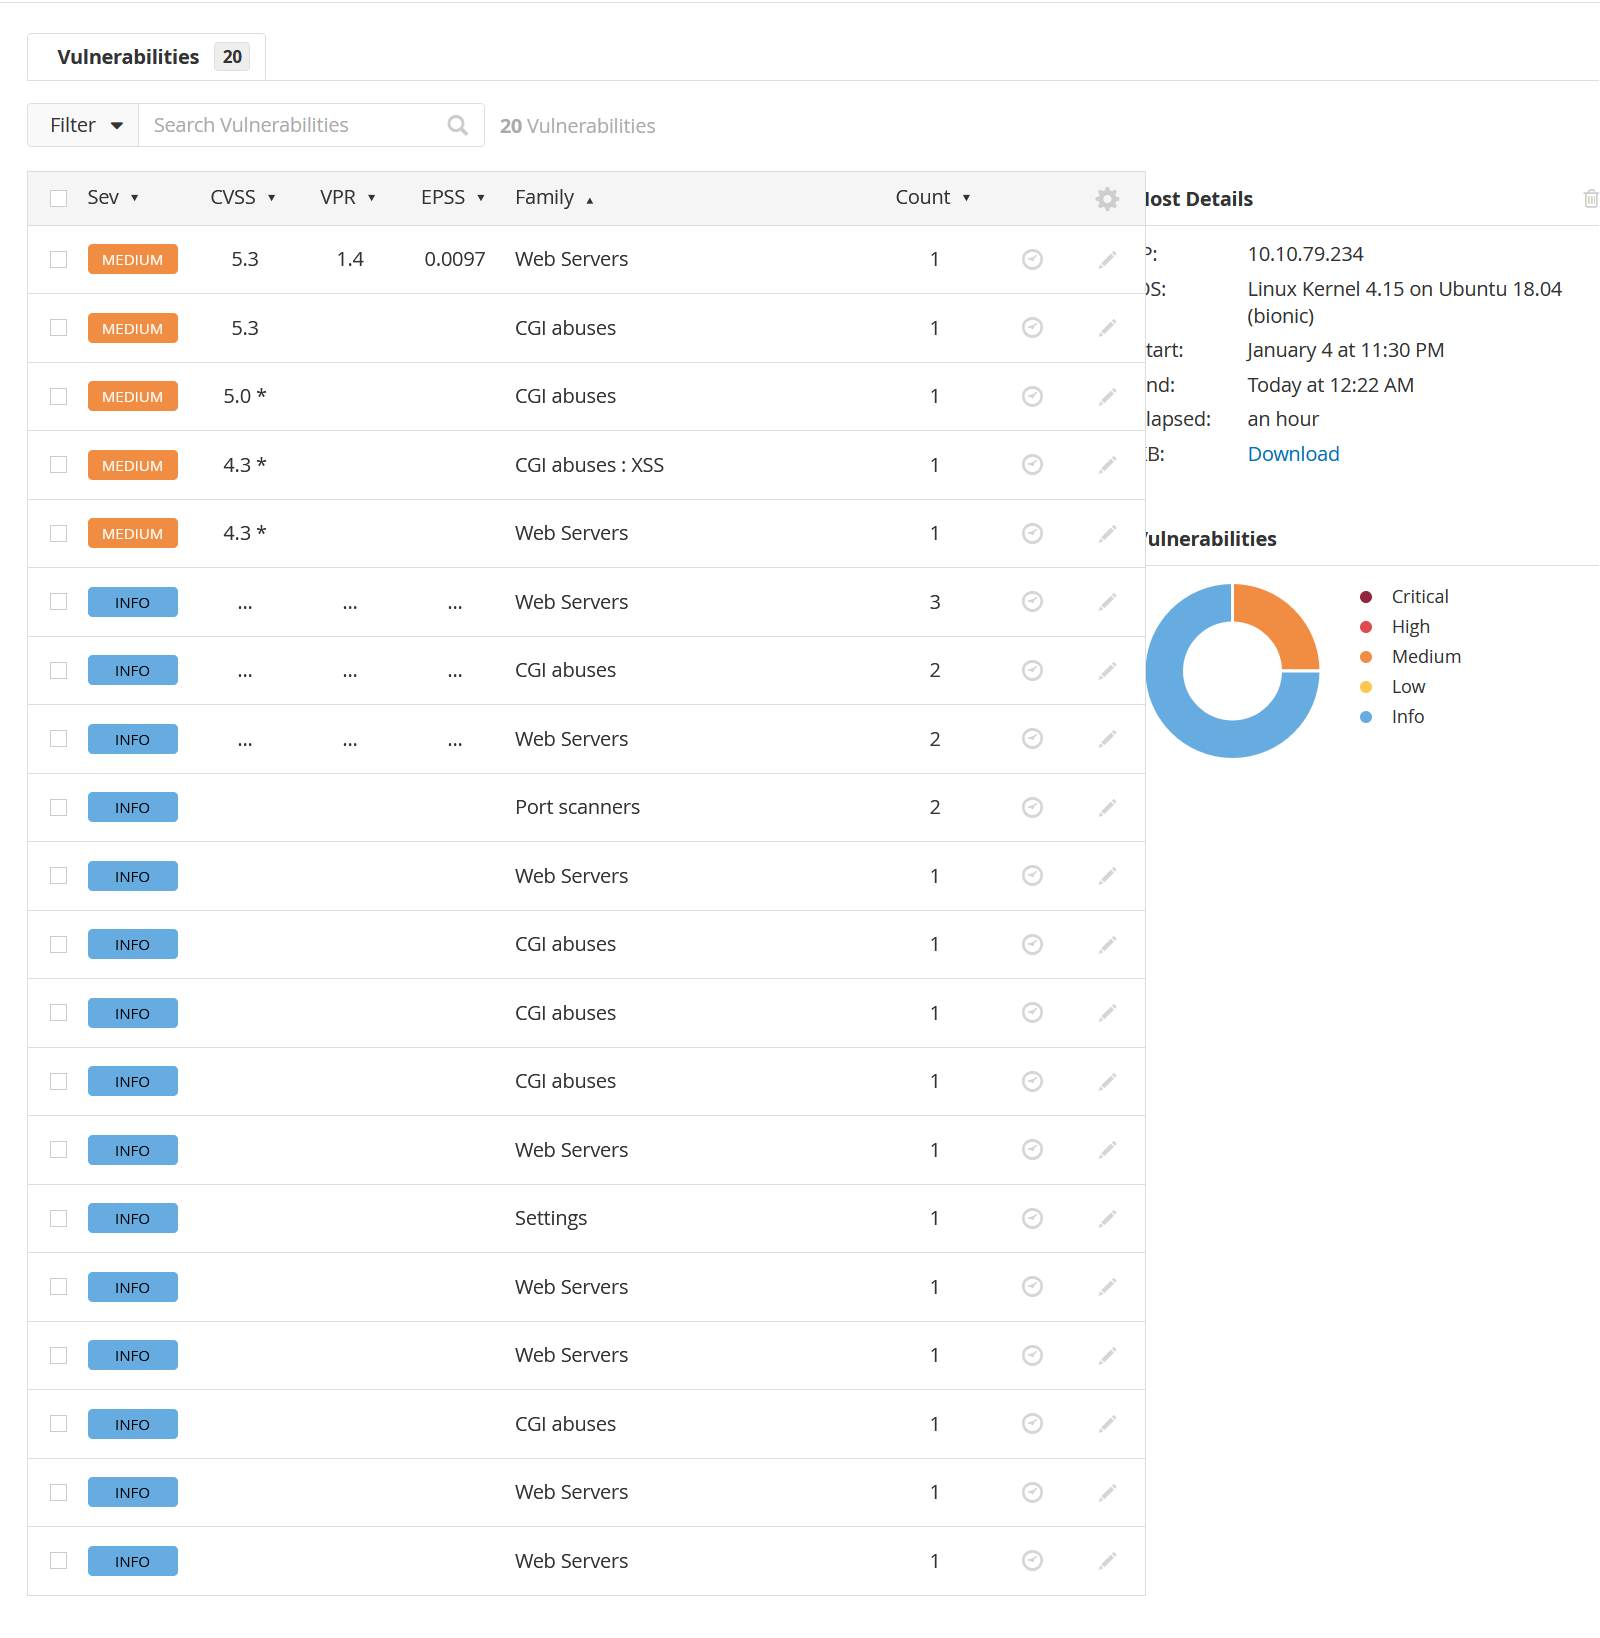 Vulnerabilities 20
Filter Search Vulnerabilities 20 Vulnerabilities
Sev CVSS VPR EPSS Family Count
MEDIUM 5.3 1.4 0.0097 Web Servers 1
MEDIUM 5.3 CGI abuses 1
MEDIUM 5.0 * CGI abuses 1
MEDIUM 4.3 * CGI abuses : XSS 1
MEDIUM 4.3 * Web Servers 1
INFO ... ... ... Web Servers 3
INFO ... ... ... CGI abuses 2
INFO ... ... ... Web Servers 2
INFO Port scanners 2
INFO Web Servers 1
INFO CGI abuses 1
INFO CGI abuses 1
INFO CGI abuses 1
INFO Web Servers 1
INFO Settings 1
INFO Web Servers 1
INFO Web Servers 1
INFO CGI abuses 1
INFO Web Servers 1
INFO Web Servers 1
ost Details
P: 10.10.79.234
S: Linux Kernel 4.15 on Ubuntu 18.04
(bionic)
tart: January 4 at 11:30 PM
nd: Today at 12:22 AM
lapsed: an hour
B: Download
ulnerabilities
Critical
High
Medium
Low
Info